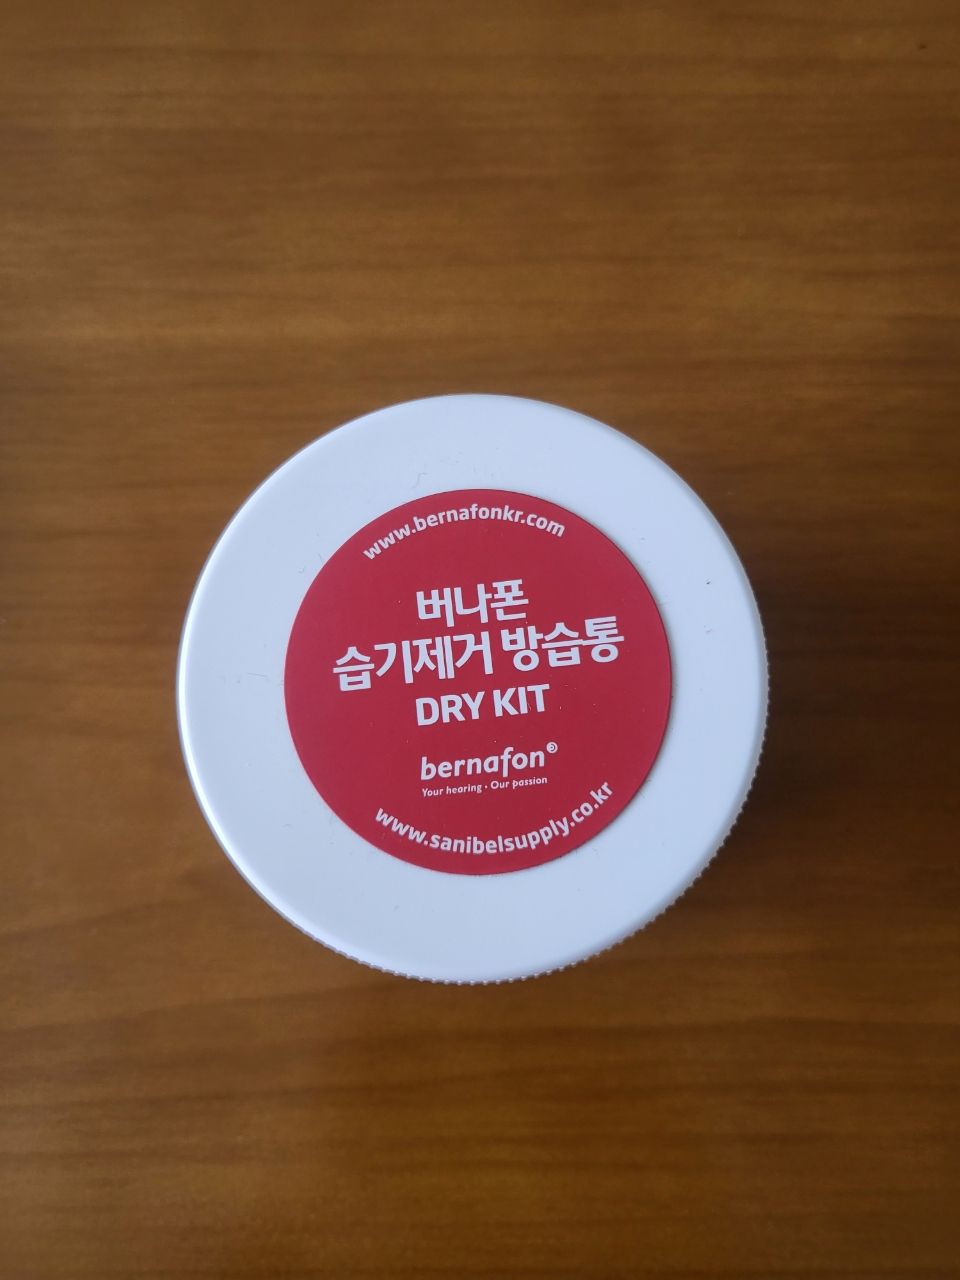 www.bernafonkr.com
버나폰
습기제거 방습통
DRY KIT
bernafon
Your hearing • Our passion
www.sanibelsupply.co.kr